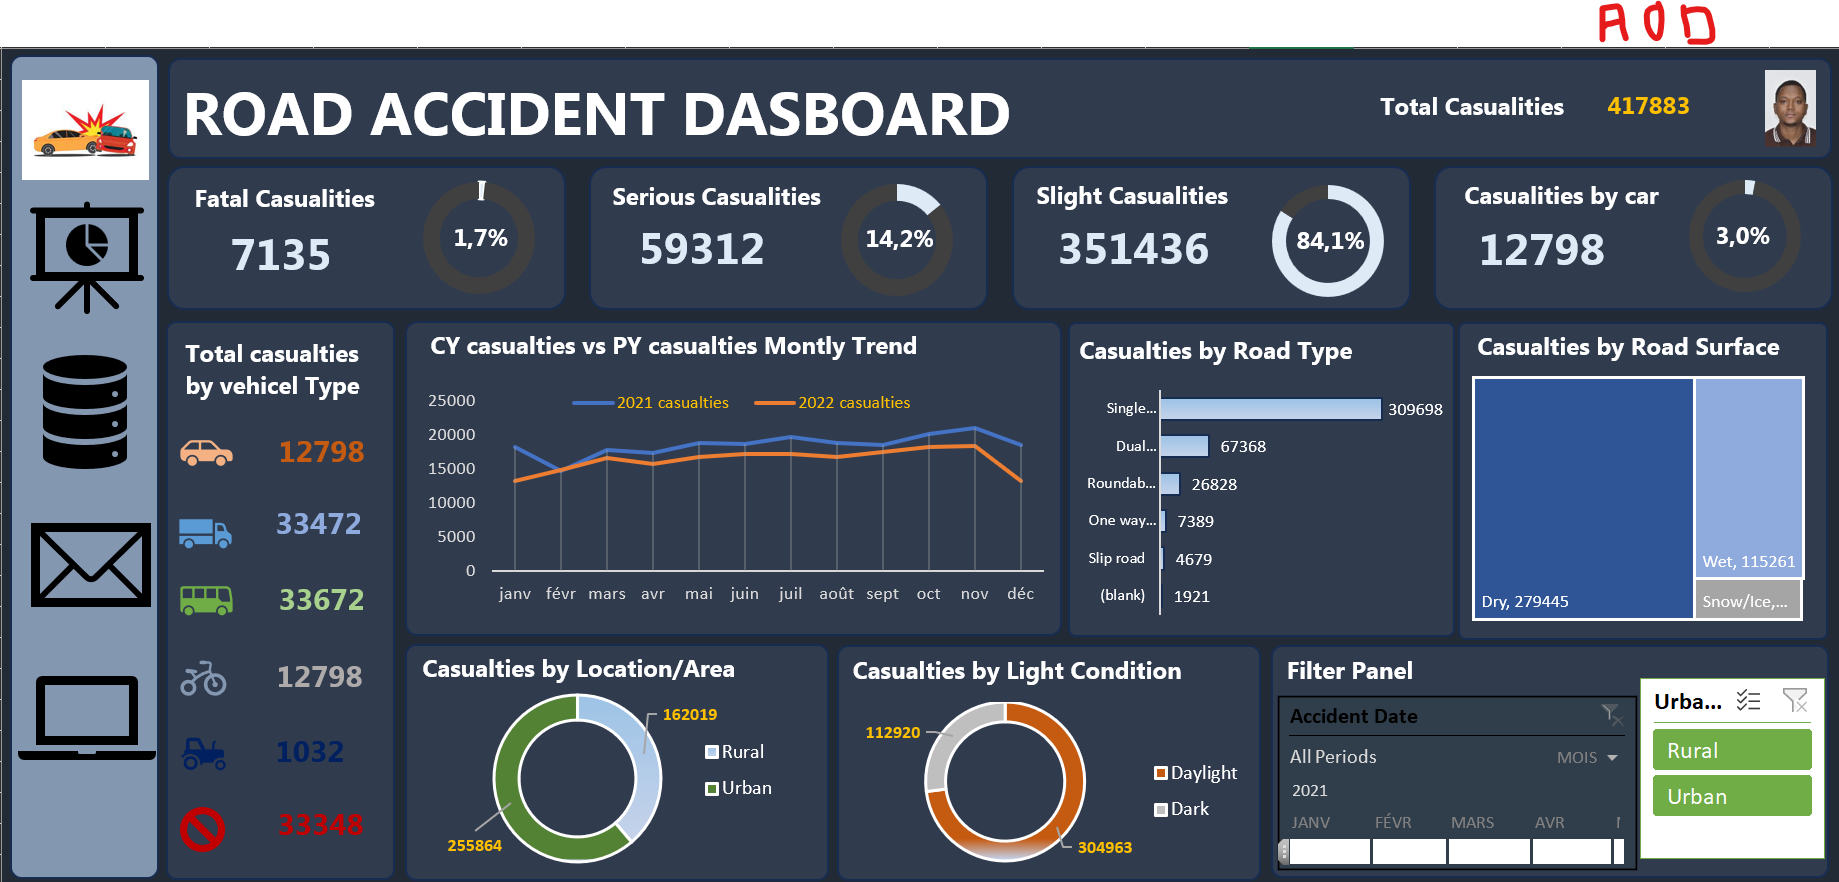 AOD
ROAD ACCIDENT DASBOARD
Total Casualities 417883
Fatal Casualities
7135
1,7%
Serious Casualities
59312
14,2%
Slight Casualities
351436
84,1%
Casualities by car
12798
3,0%
Total casualties
by vehicel Type
12798
33472
33672
12798
1032
33348
CY casualties vs PY casualties Montly Trend
2021 casualties
2022 casualties
25000
20000
15000
10000
5000
0
janv févr mars avr mai juin juil août sept oct nov déc
Casualties by Road Type
Single... 309698
Dual... 67368
Roundab... 26828
One way... 7389
Slip road 4679
(blank) 1921
Casualties by Road Surface
Dry, 279445
Wet, 115261
Snow/Ice,...
Casualties by Location/Area
162019
255864
Rural
Urban
Casualties by Light Condition
112920
304963
Daylight
Dark
Filter Panel
Accident Date
All Periods MOIS
2021
JANV FÉVR MARS AVR
Urba...
Rural
Urban